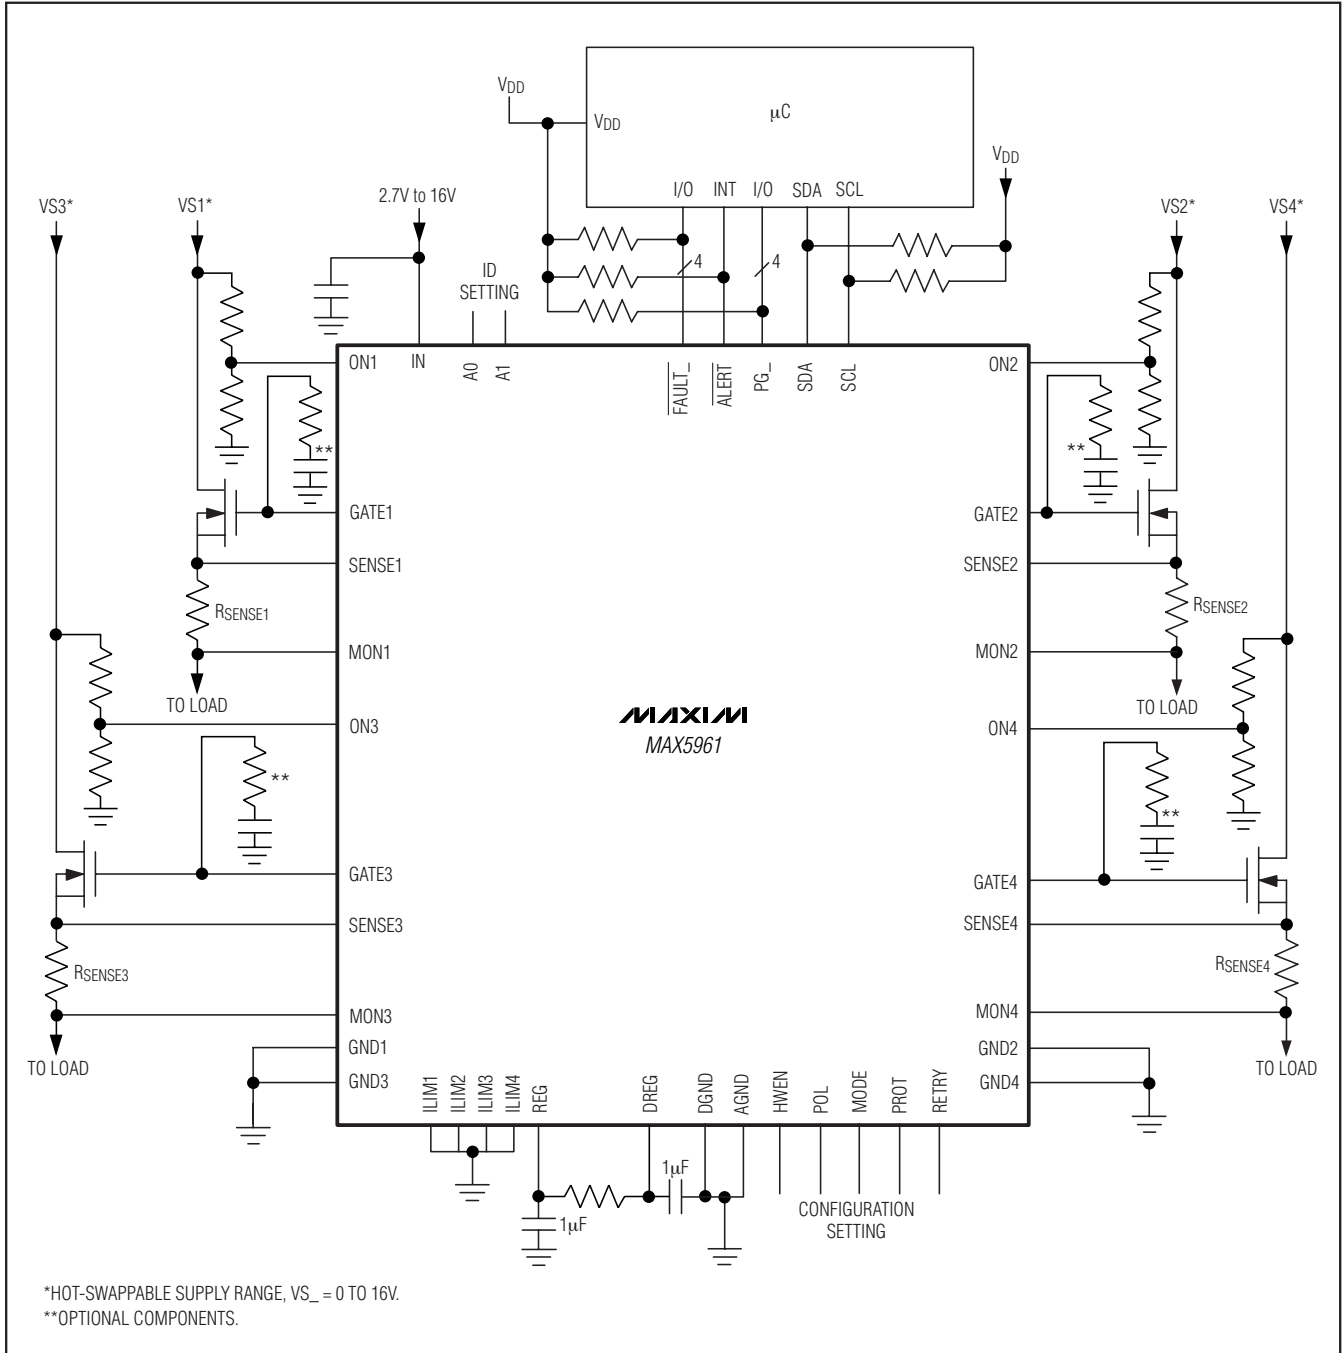 μC
VDD
VDD
VDD
I/O INT I/O SDA SCL
4
4
VS3*
VS1*
2.7V to 16V
VS2*
VS4*
ID
SETTING
ON1
IN
A0
A1
FAULT_
ALERT
PG_
SDA
SCL
ON2
**
**
GATE1
GATE2
SENSE1
SENSE2
RSENSE1
RSENSE2
MON1
MON2
TO LOAD
TO LOAD
ON3
ON4
MAXIM
MAX5961
**
**
GATE3
GATE4
SENSE3
SENSE4
RSENSE3
RSENSE4
MON3
MON4
GND1
GND2
TO LOAD
TO LOAD
GND3
GND4
ILIM1
ILIM2
ILIM3
ILIM4
REG
DREG
DGND
AGND
HWEN
POL
MODE
PROT
RETRY
1μF
1μF
CONFIGURATION
SETTING
*HOT-SWAPPABLE SUPPLY RANGE, VS_ = 0 TO 16V.
**OPTIONAL COMPONENTS.